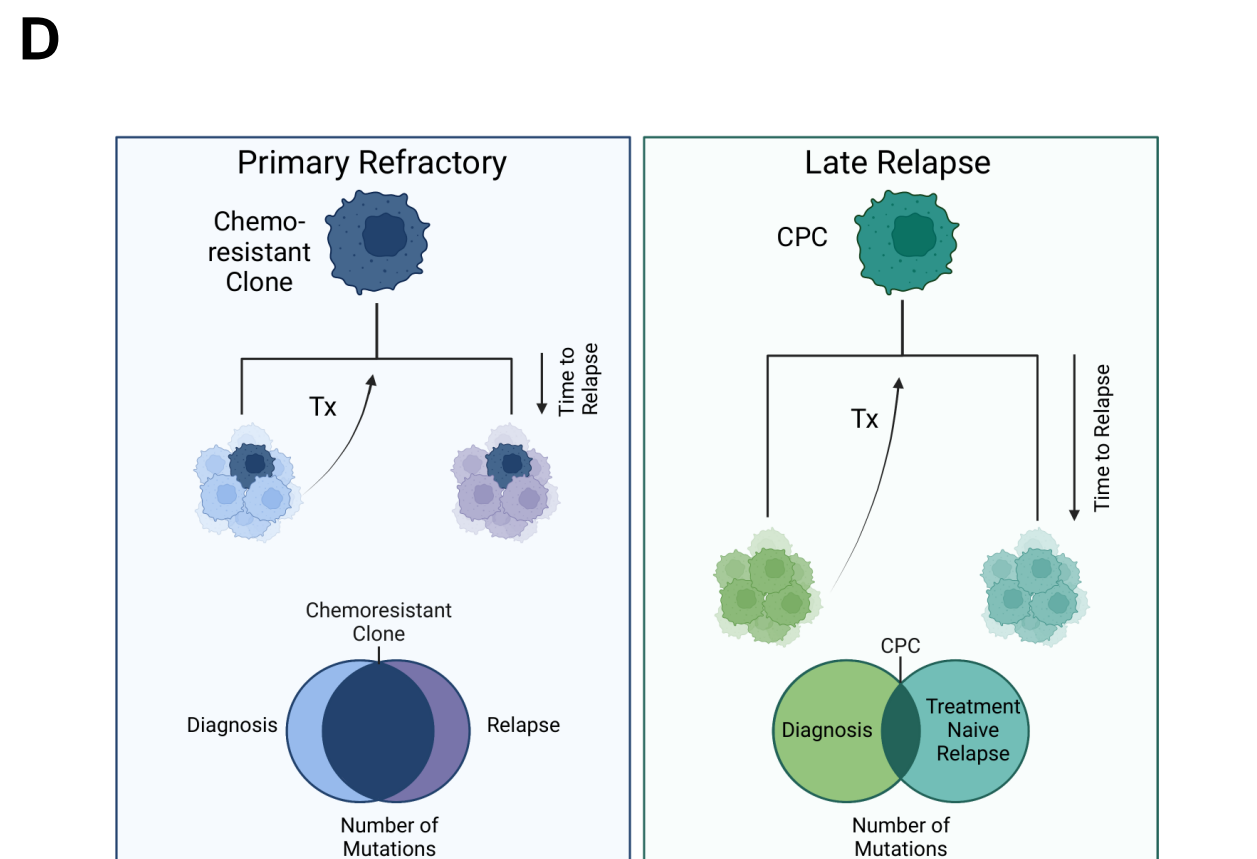 D
Primary Refractory
Chemo-
resistant
Clone
Tx
Time to
Relapse
Chemoresistant
Clone
Diagnosis
Relapse
Number of
Mutations
Late Relapse
CPC
Tx
Time to Relapse
CPC
Diagnosis
Treatment
Naive
Relapse
Number of
Mutations